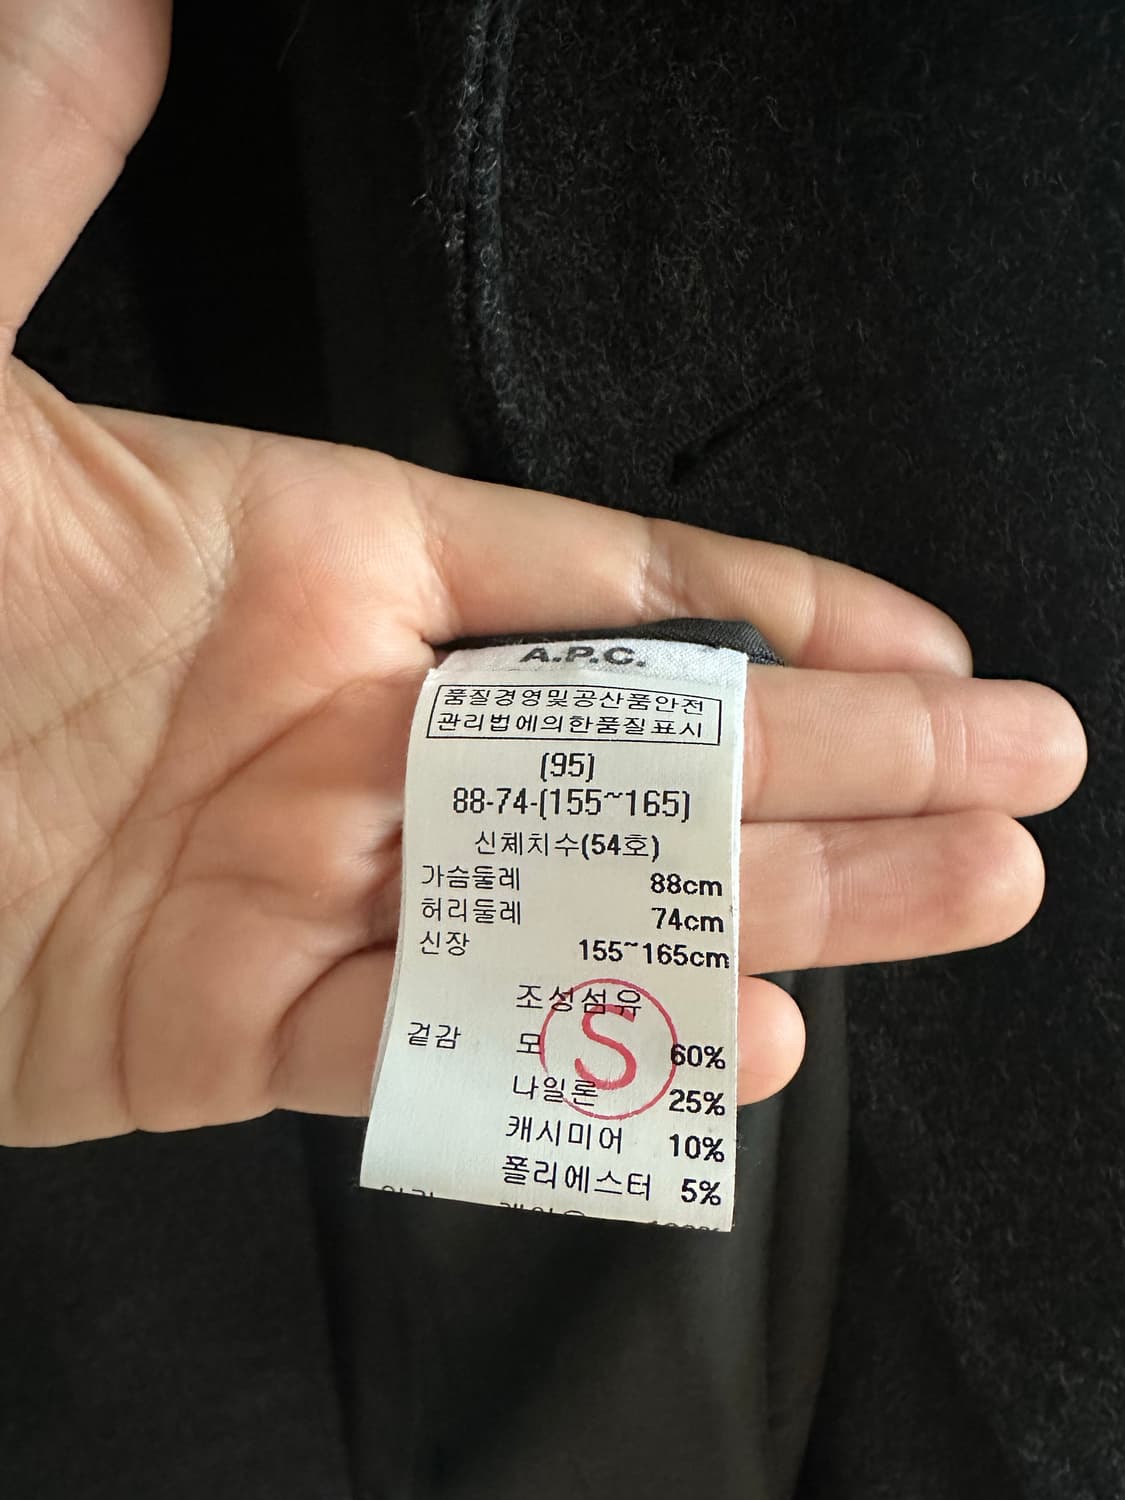 A.P.C.
품질경영및공산품안전
관리법에의한품질표시
(95)
88-74-(155~165)
신체치수(54호)
가슴둘레 88cm
허리둘레 74cm
신장 155~165cm
조성섬유
S
겉감 모 60%
나일론 25%
캐시미어 10%
폴리에스터 5%